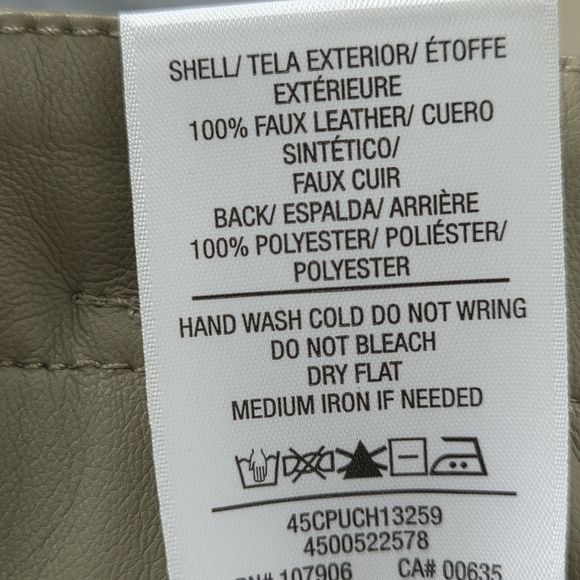 SHELL/ TELA EXTERIOR/ ÉTOFFE
EXTÉRIEURE
100% FAUX LEATHER/ CUERO
SINTÉTICO/
FAUX CUIR
BACK/ ESPALDA/ ARRIÈRE
100% POLYESTER/ POLIÉSTER/
POLYESTER
HAND WASH COLD DO NOT WRING
DO NOT BLEACH
DRY FLAT
MEDIUM IRON IF NEEDED
45CPUCH13259
4500522578
RN# 107906 CA# 00635